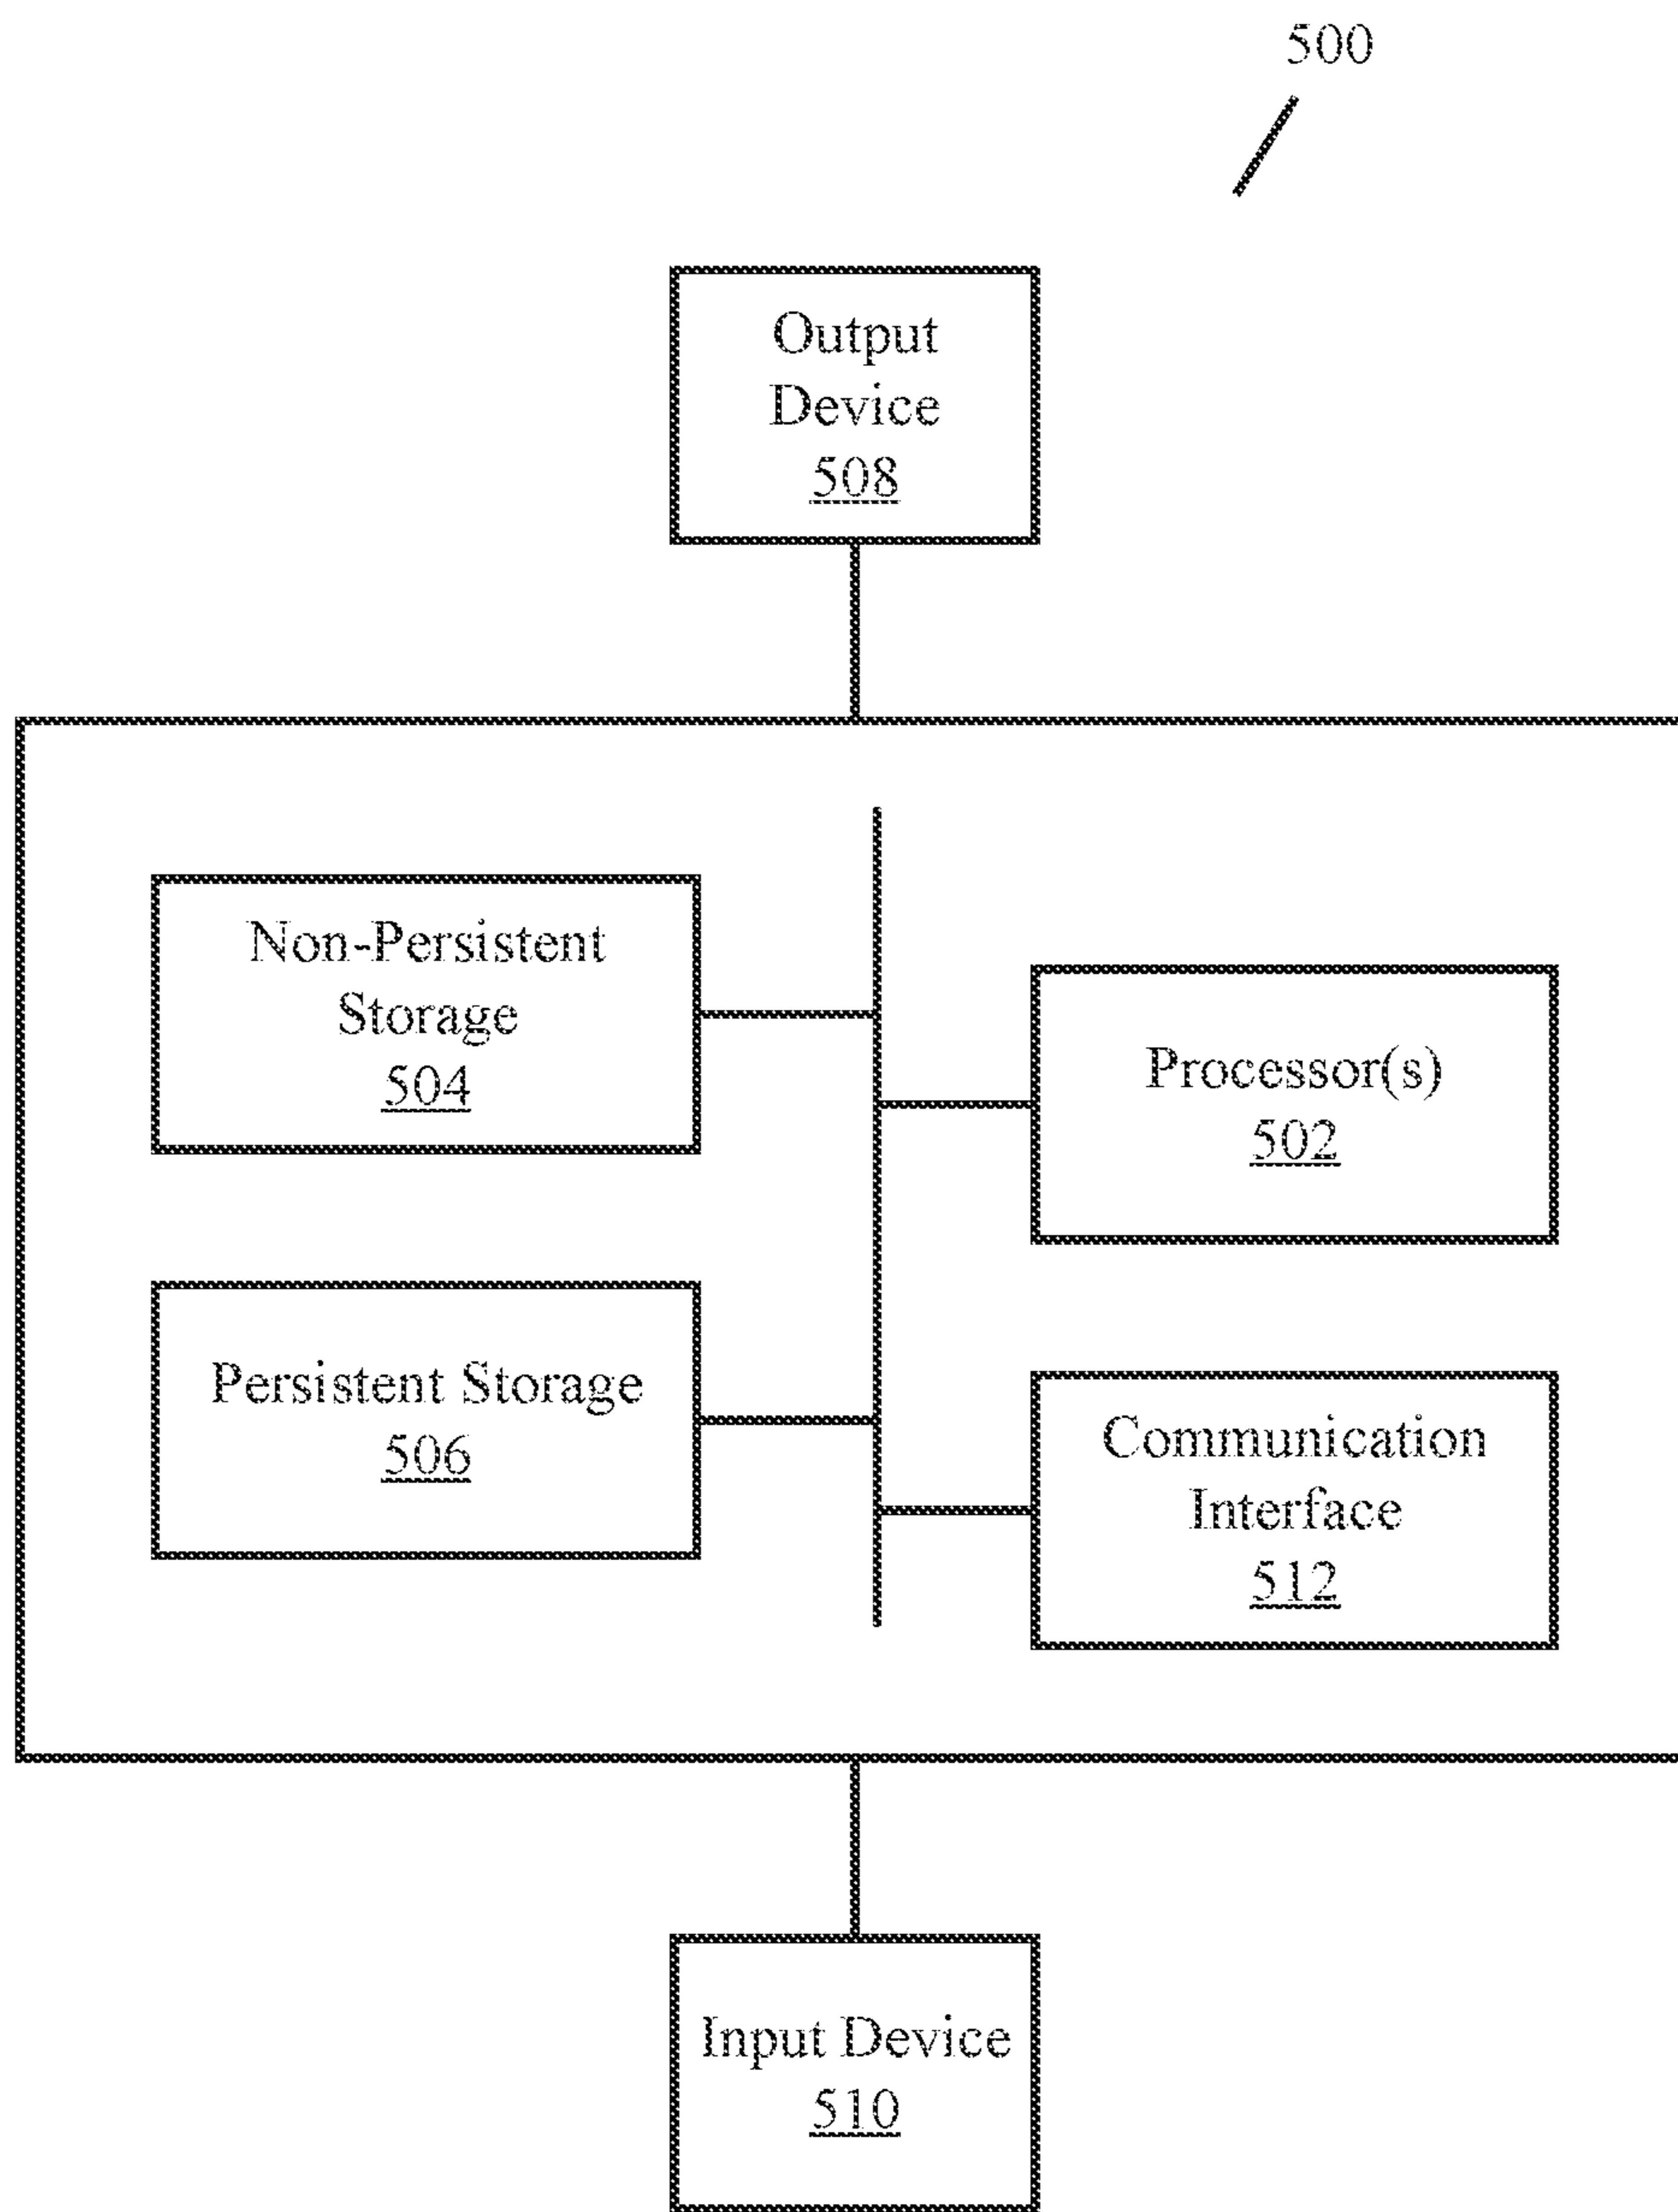 500
Output
Device
508
Non-Persistent
Storage
504
Processor(s)
502
Persistent Storage
506
Communication
Interface
512
Input Device
510